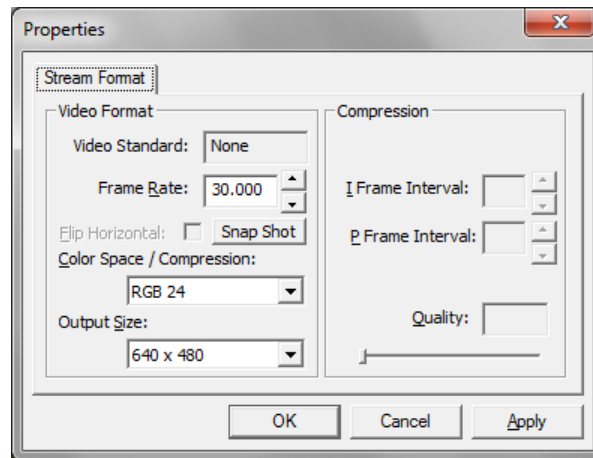 Properties
Stream Format
Video Format
Video Standard: None
Frame Rate: 30.000
Flip Horizontal: Snap Shot
Color Space / Compression:
RGB 24
Output Size:
640 x 480
Compression
I Frame Interval:
P Frame Interval:
Quality:
OK Cancel Apply